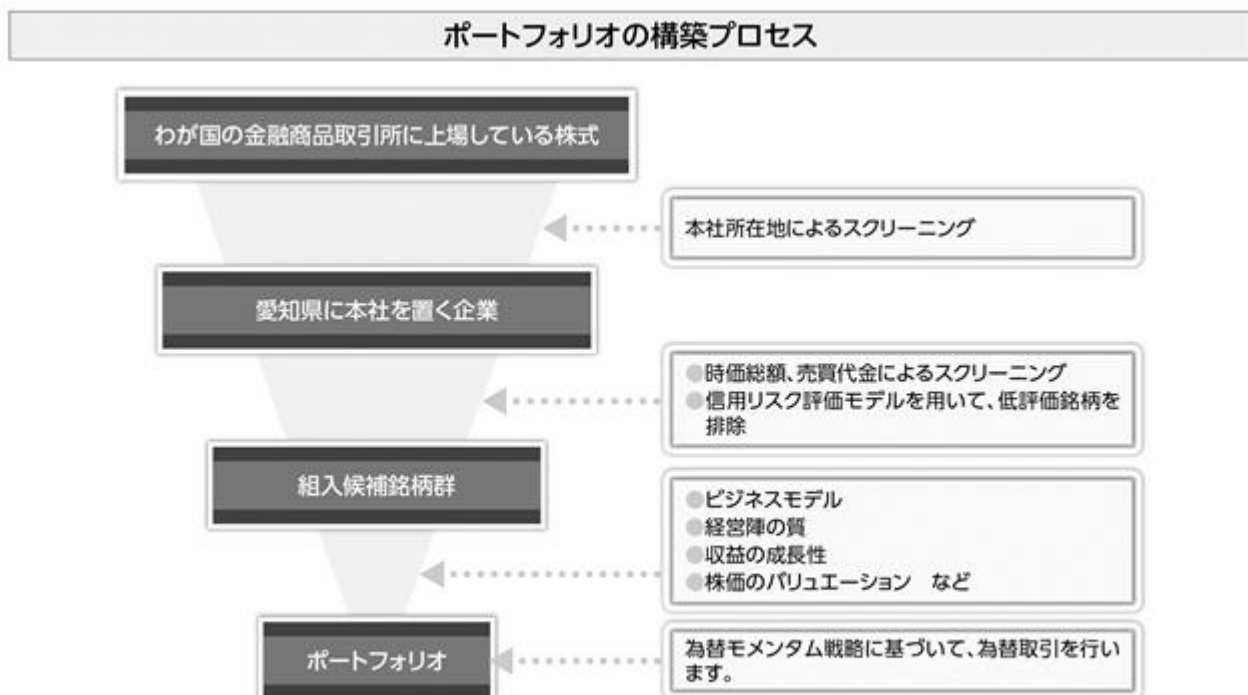 ポートフォリオの構築プロセス
わが国の金融商品取引所に上場している株式
本社所在地によるスクリーニング
愛知県に本社を置く企業
●時価総額、売買代金によるスクリーニング
●信用リスク評価モデルを用いて、低評価銘柄を
排除
組入候補銘柄群
●ビジネスモデル
●経営陣の質
●収益の成長性
●株価のバリュエーション　など
ポートフォリオ
為替モメンタム戦略に基づいて、為替取引を行い
ます。